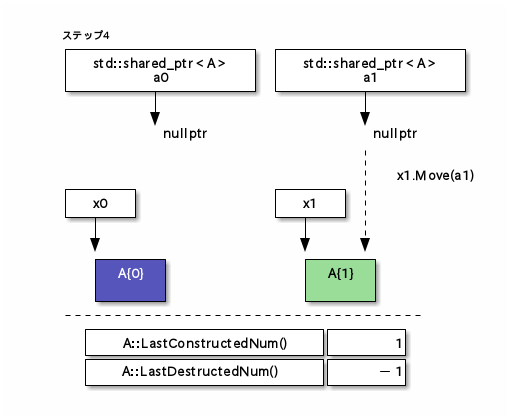 ステップ4
std::shared_ptr<A>
a0
std::shared_ptr<A>
a1
nullptr
nullptr
x1.Move(a1)
x0
x1
A{0}
A{1}
A::LastConstructedNum()
1
A::LastDestructedNum()
－1